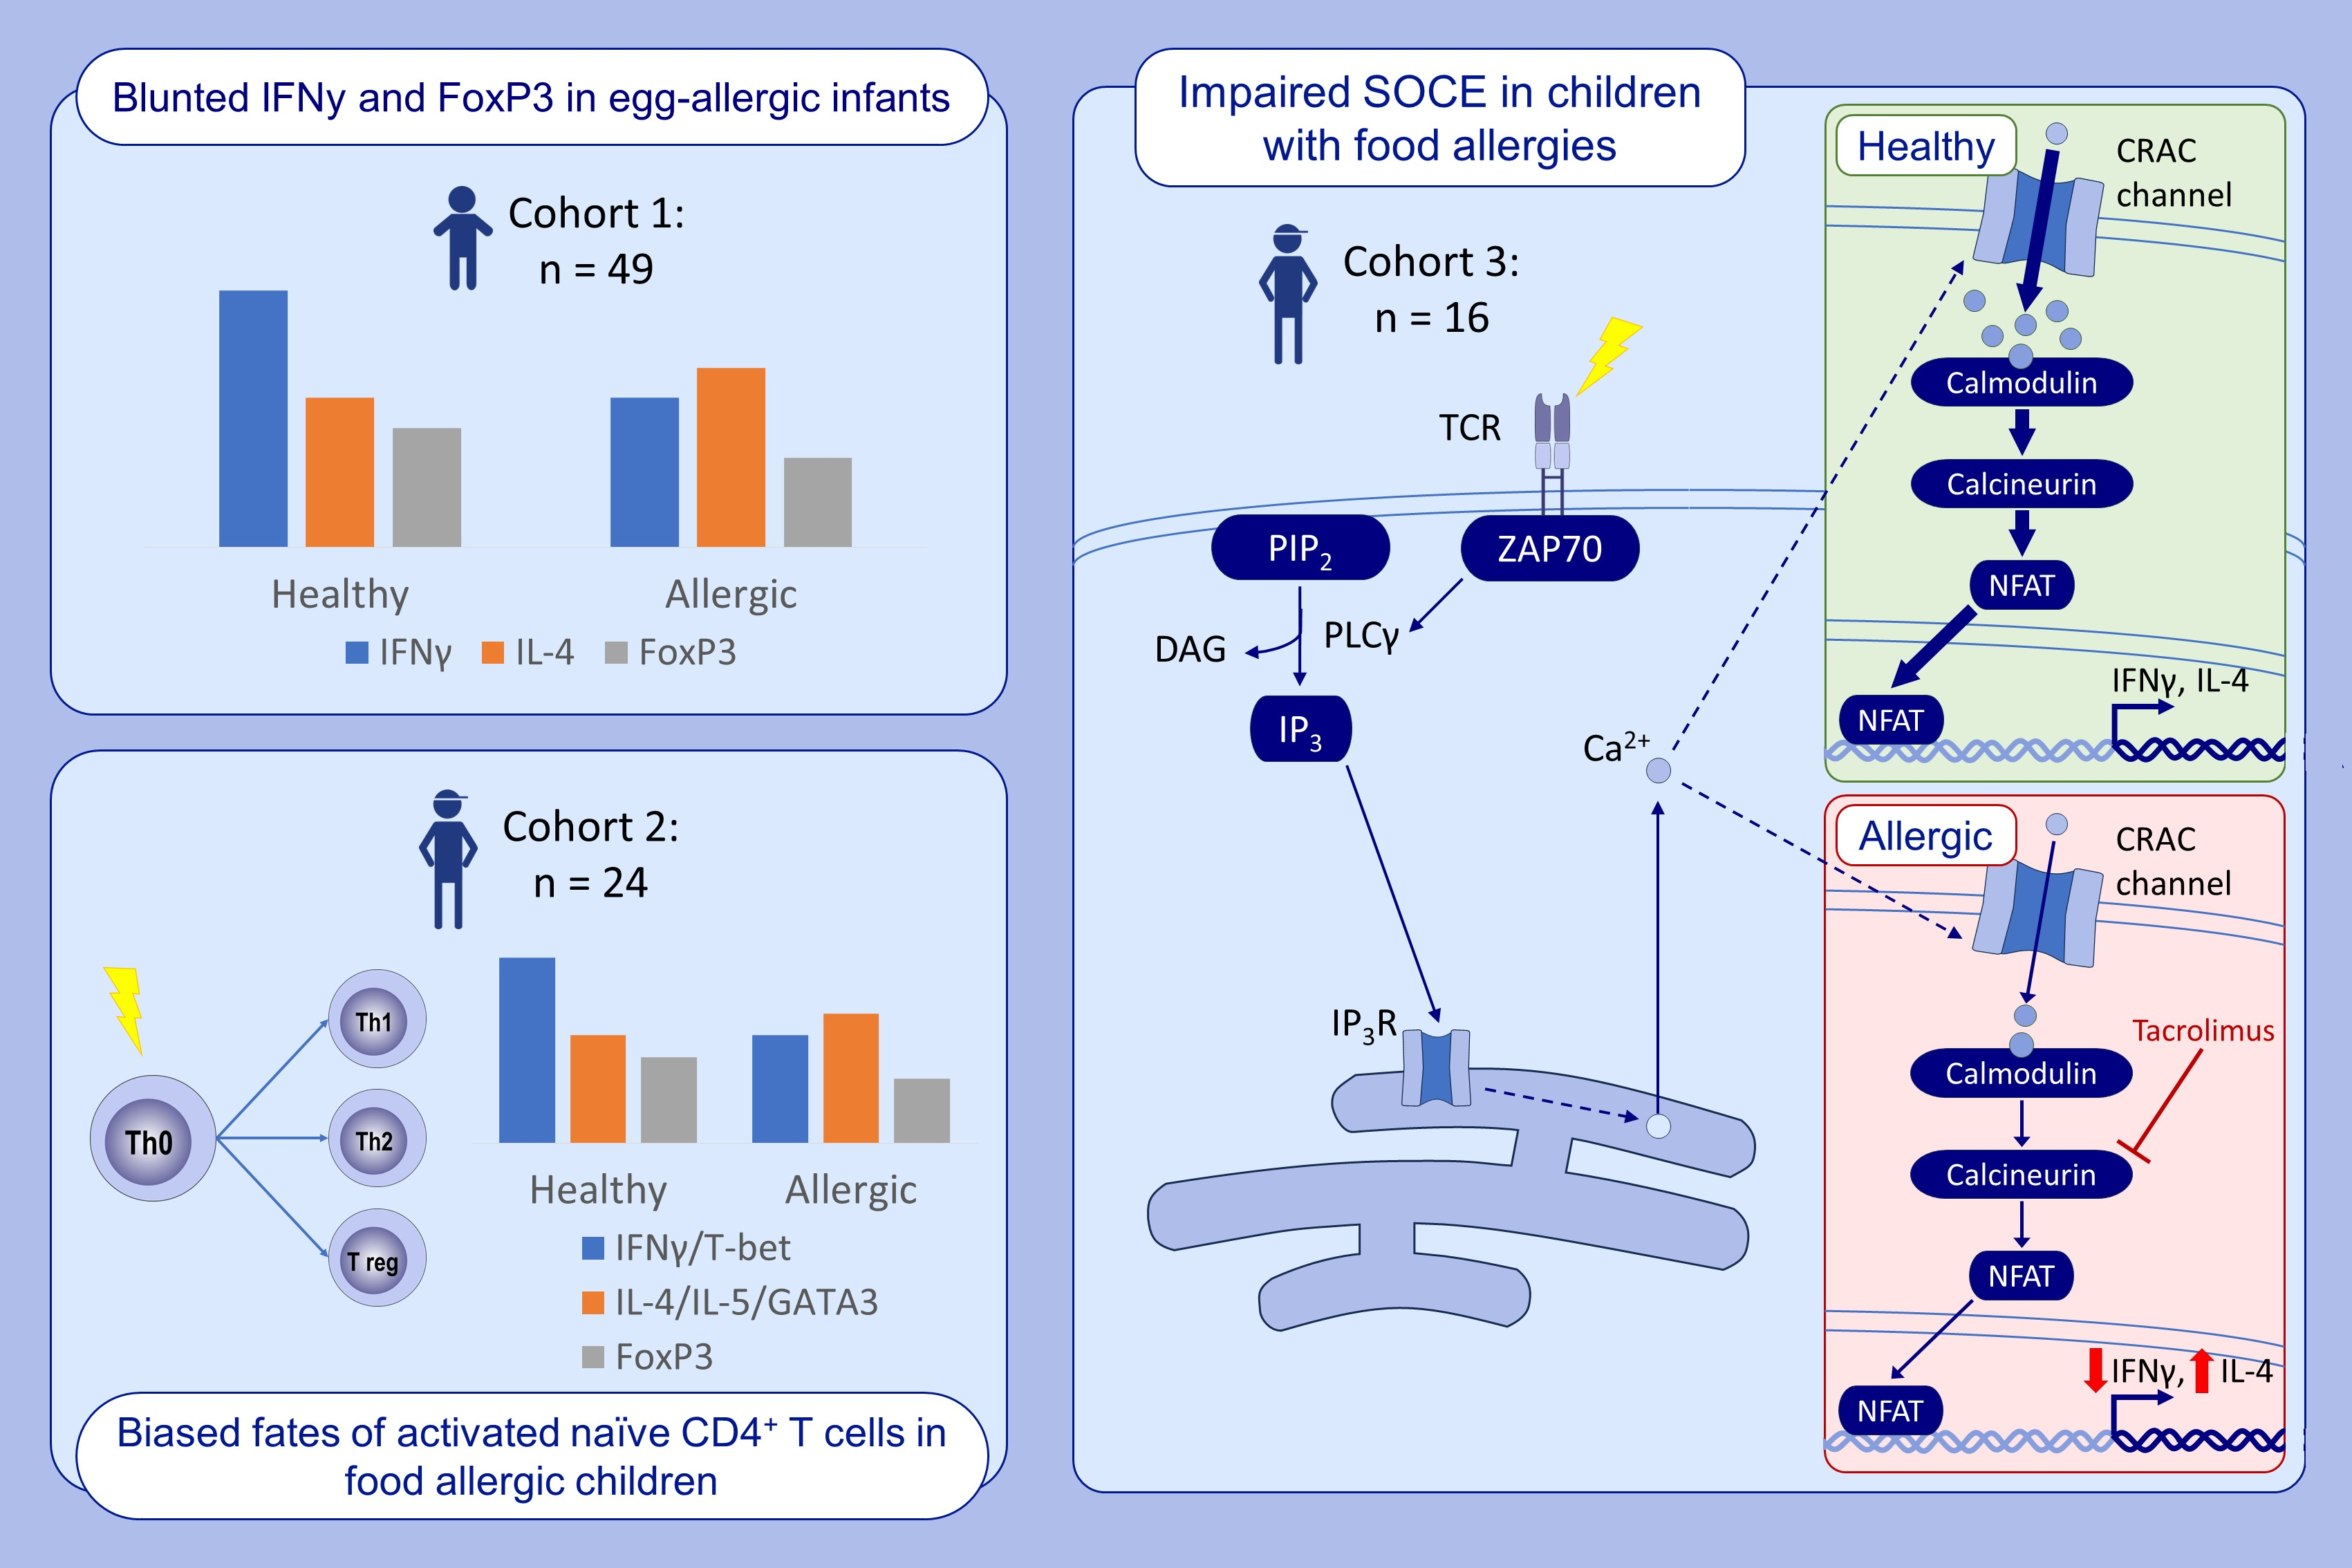 Blunted IFNy and FoxP3 in egg-allergic infants
Cohort 1:
n = 49
Healthy
Allergic
IFNγ
IL-4
FoxP3
Cohort 2:
n = 24
Th0
Th1
Th2
T reg
Healthy
Allergic
IFNγ/T-bet
IL-4/IL-5/GATA3
FoxP3
Biased fates of activated naïve CD4⁺ T cells in
food allergic children
Impaired SOCE in children
with food allergies
Cohort 3:
n = 16
TCR
PIP₂
ZAP70
DAG
PLCγ
IP₃
Ca²⁺
IP₃R
Healthy
CRAC
channel
Calmodulin
Calcineurin
NFAT
IFNγ, IL-4
NFAT
Allergic
CRAC
channel
Tacrolimus
Calmodulin
Calcineurin
NFAT
IFNγ, IL-4
NFAT